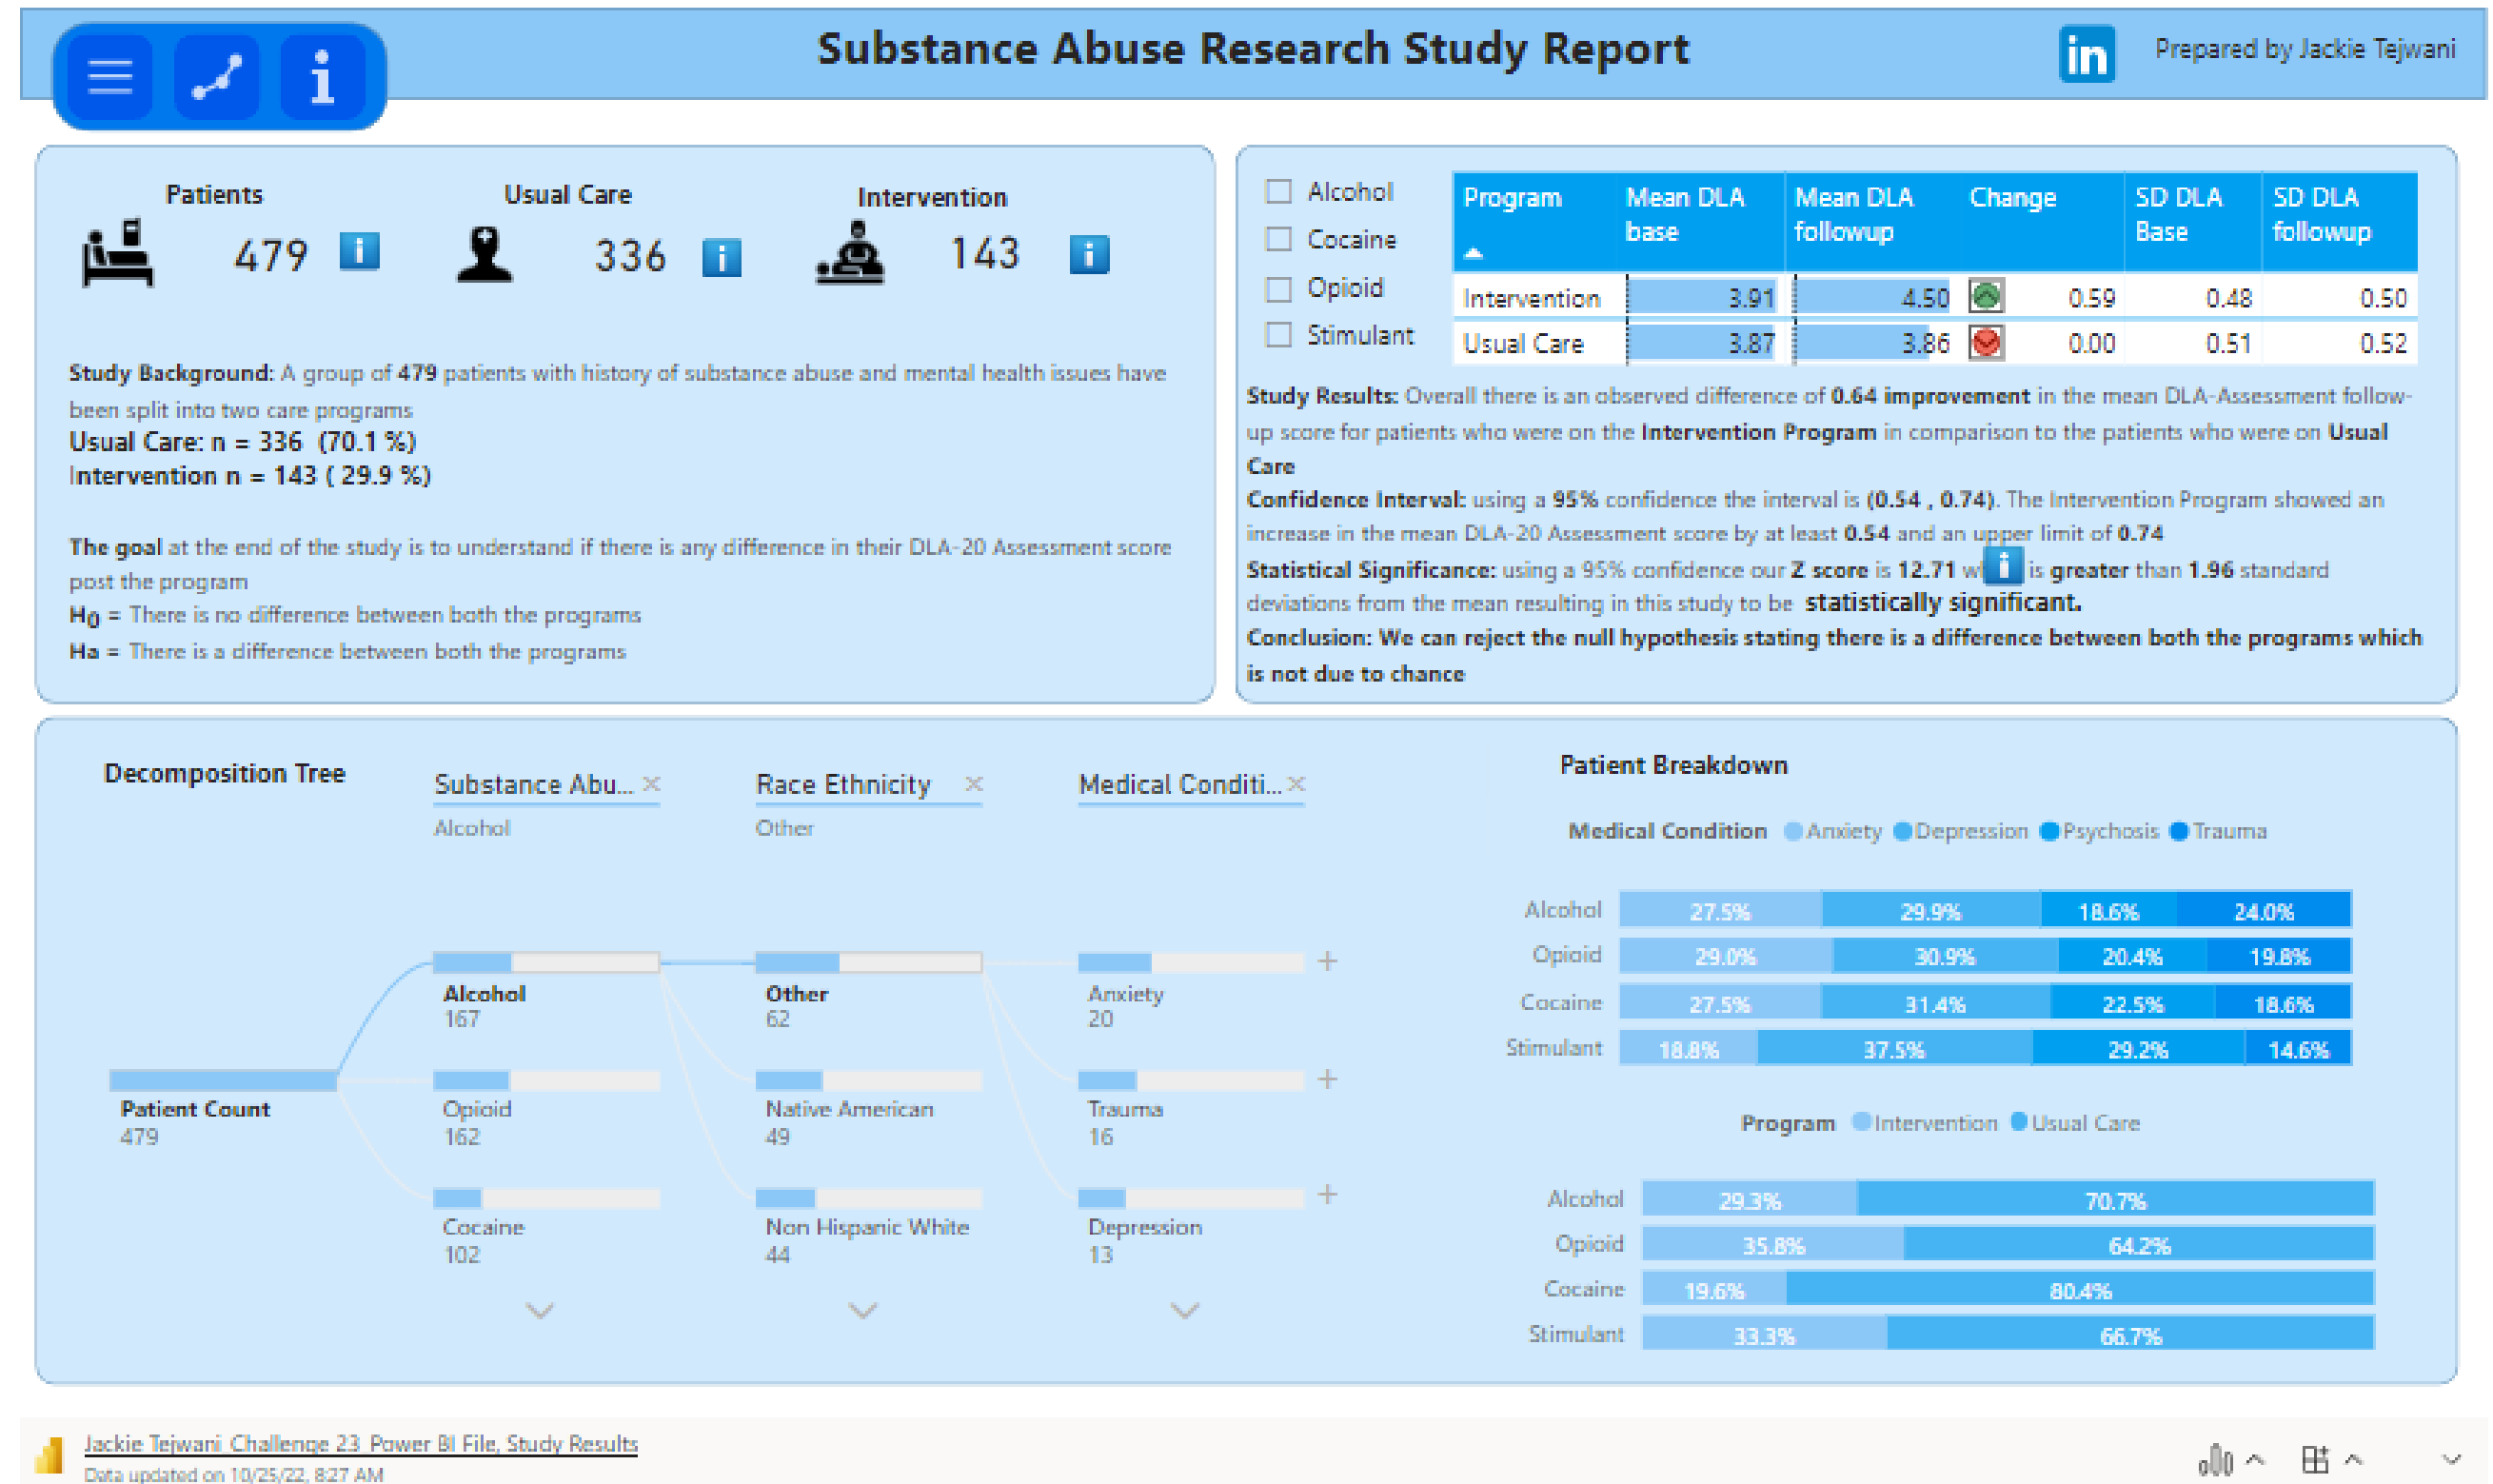 Substance Abuse Research Study Report
in
Prepared by Jackie Tejwani
Patients
479
Usual Care
336
Intervention
143
Study Background: A group of 479 patients with history of substance abuse and mental health issues have
been split into two care programs
Usual Care: n = 336 (70.1 %)
Intervention n = 143 ( 29.9 %)
The goal at the end of the study is to understand if there is any difference in their DLA-20 Assessment score
post the program
H0 = There is no difference between both the programs
Ha = There is a difference between both the programs
Alcohol
Cocaine
Opioid
Stimulant
Program Mean DLA base Mean DLA followup Change SD DLA Base SD DLA followup
Intervention 3.91 4.50 0.59 0.48 0.50
Usual Care 3.87 3.86 0.00 0.51 0.52
Study Results: Overall there is an observed difference of 0.64 improvement in the mean DLA-Assessment follow-
up score for patients who were on the Intervention Program in comparison to the patients who were on Usual
Care
Confidence Interval: using a 95% confidence the interval is (0.54 , 0.74). The Intervention Program showed an
increase in the mean DLA-20 Assessment score by at least 0.54 and an upper limit of 0.74
Statistical Significance: using a 95% confidence our Z score is 12.71 is greater than 1.96 standard
deviations from the mean resulting in this study to be statistically significant.
Conclusion: We can reject the null hypothesis stating there is a difference between both the programs which
is not due to chance
Decomposition Tree
Substance Abu...
Alcohol
Race Ethnicity
Other
Medical Conditi...
Patient Count
479
Alcohol
167
Opioid
162
Cocaine
102
Other
62
Native American
49
Non Hispanic White
44
Anxiety
20
Trauma
16
Depression
13
Patient Breakdown
Medical Condition Anxiety Depression Psychosis Trauma
Alcohol 27.5% 29.9% 18.6% 24.0%
Opioid 29.0% 30.9% 20.4% 19.8%
Cocaine 27.5% 31.4% 22.5% 18.6%
Stimulant 18.8% 37.5% 29.2% 14.6%
Program Intervention Usual Care
Alcohol 29.3% 70.7%
Opioid 35.8% 64.2%
Cocaine 19.6% 80.4%
Stimulant 33.3% 66.7%
Jackie Tejwani Challenge 23 Power BI File, Study Results
Data updated on 10/25/22, 8:27 AM